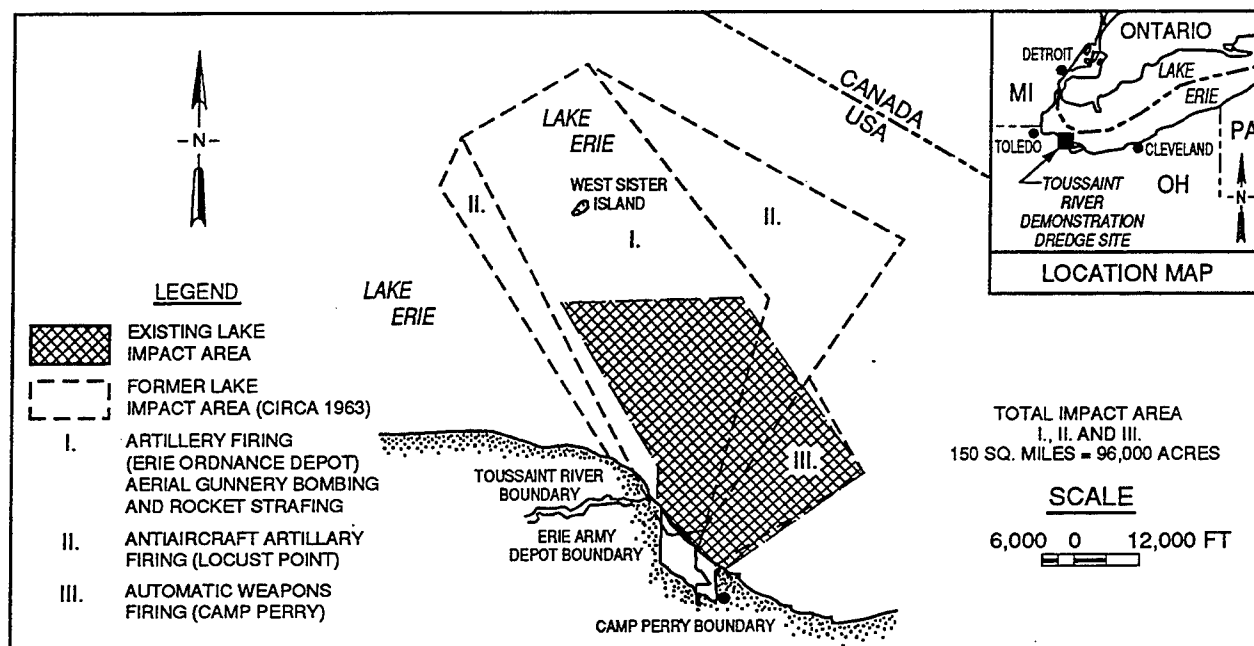 N
LAKE
ERIE
WEST SISTER
ISLAND
II.
I.
II.
CANADA
USA
LAKE
ERIE
LEGEND
EXISTING LAKE
IMPACT AREA
FORMER LAKE
IMPACT AREA (CIRCA 1963)
I. ARTILLERY FIRING
(ERIE ORDNANCE DEPOT)
AERIAL GUNNERY BOMBING
AND ROCKET STRAFING
II. ANTIAIRCRAFT ARTILLARY
FIRING (LOCUST POINT)
III. AUTOMATIC WEAPONS
FIRING (CAMP PERRY)
III.
TOUSSAINT RIVER
BOUNDARY
ERIE ARMY
DEPOT BOUNDARY
CAMP PERRY BOUNDARY
ONTARIO
DETROIT
LAKE
ERIE
MI
PA
TOLEDO
CLEVELAND
OH
TOUSSAINT
RIVER
DEMONSTRATION
DREDGE SITE
N
LOCATION MAP
TOTAL IMPACT AREA
I., II. AND III.
150 SQ. MILES = 96,000 ACRES
SCALE
6,000 0 12,000 FT